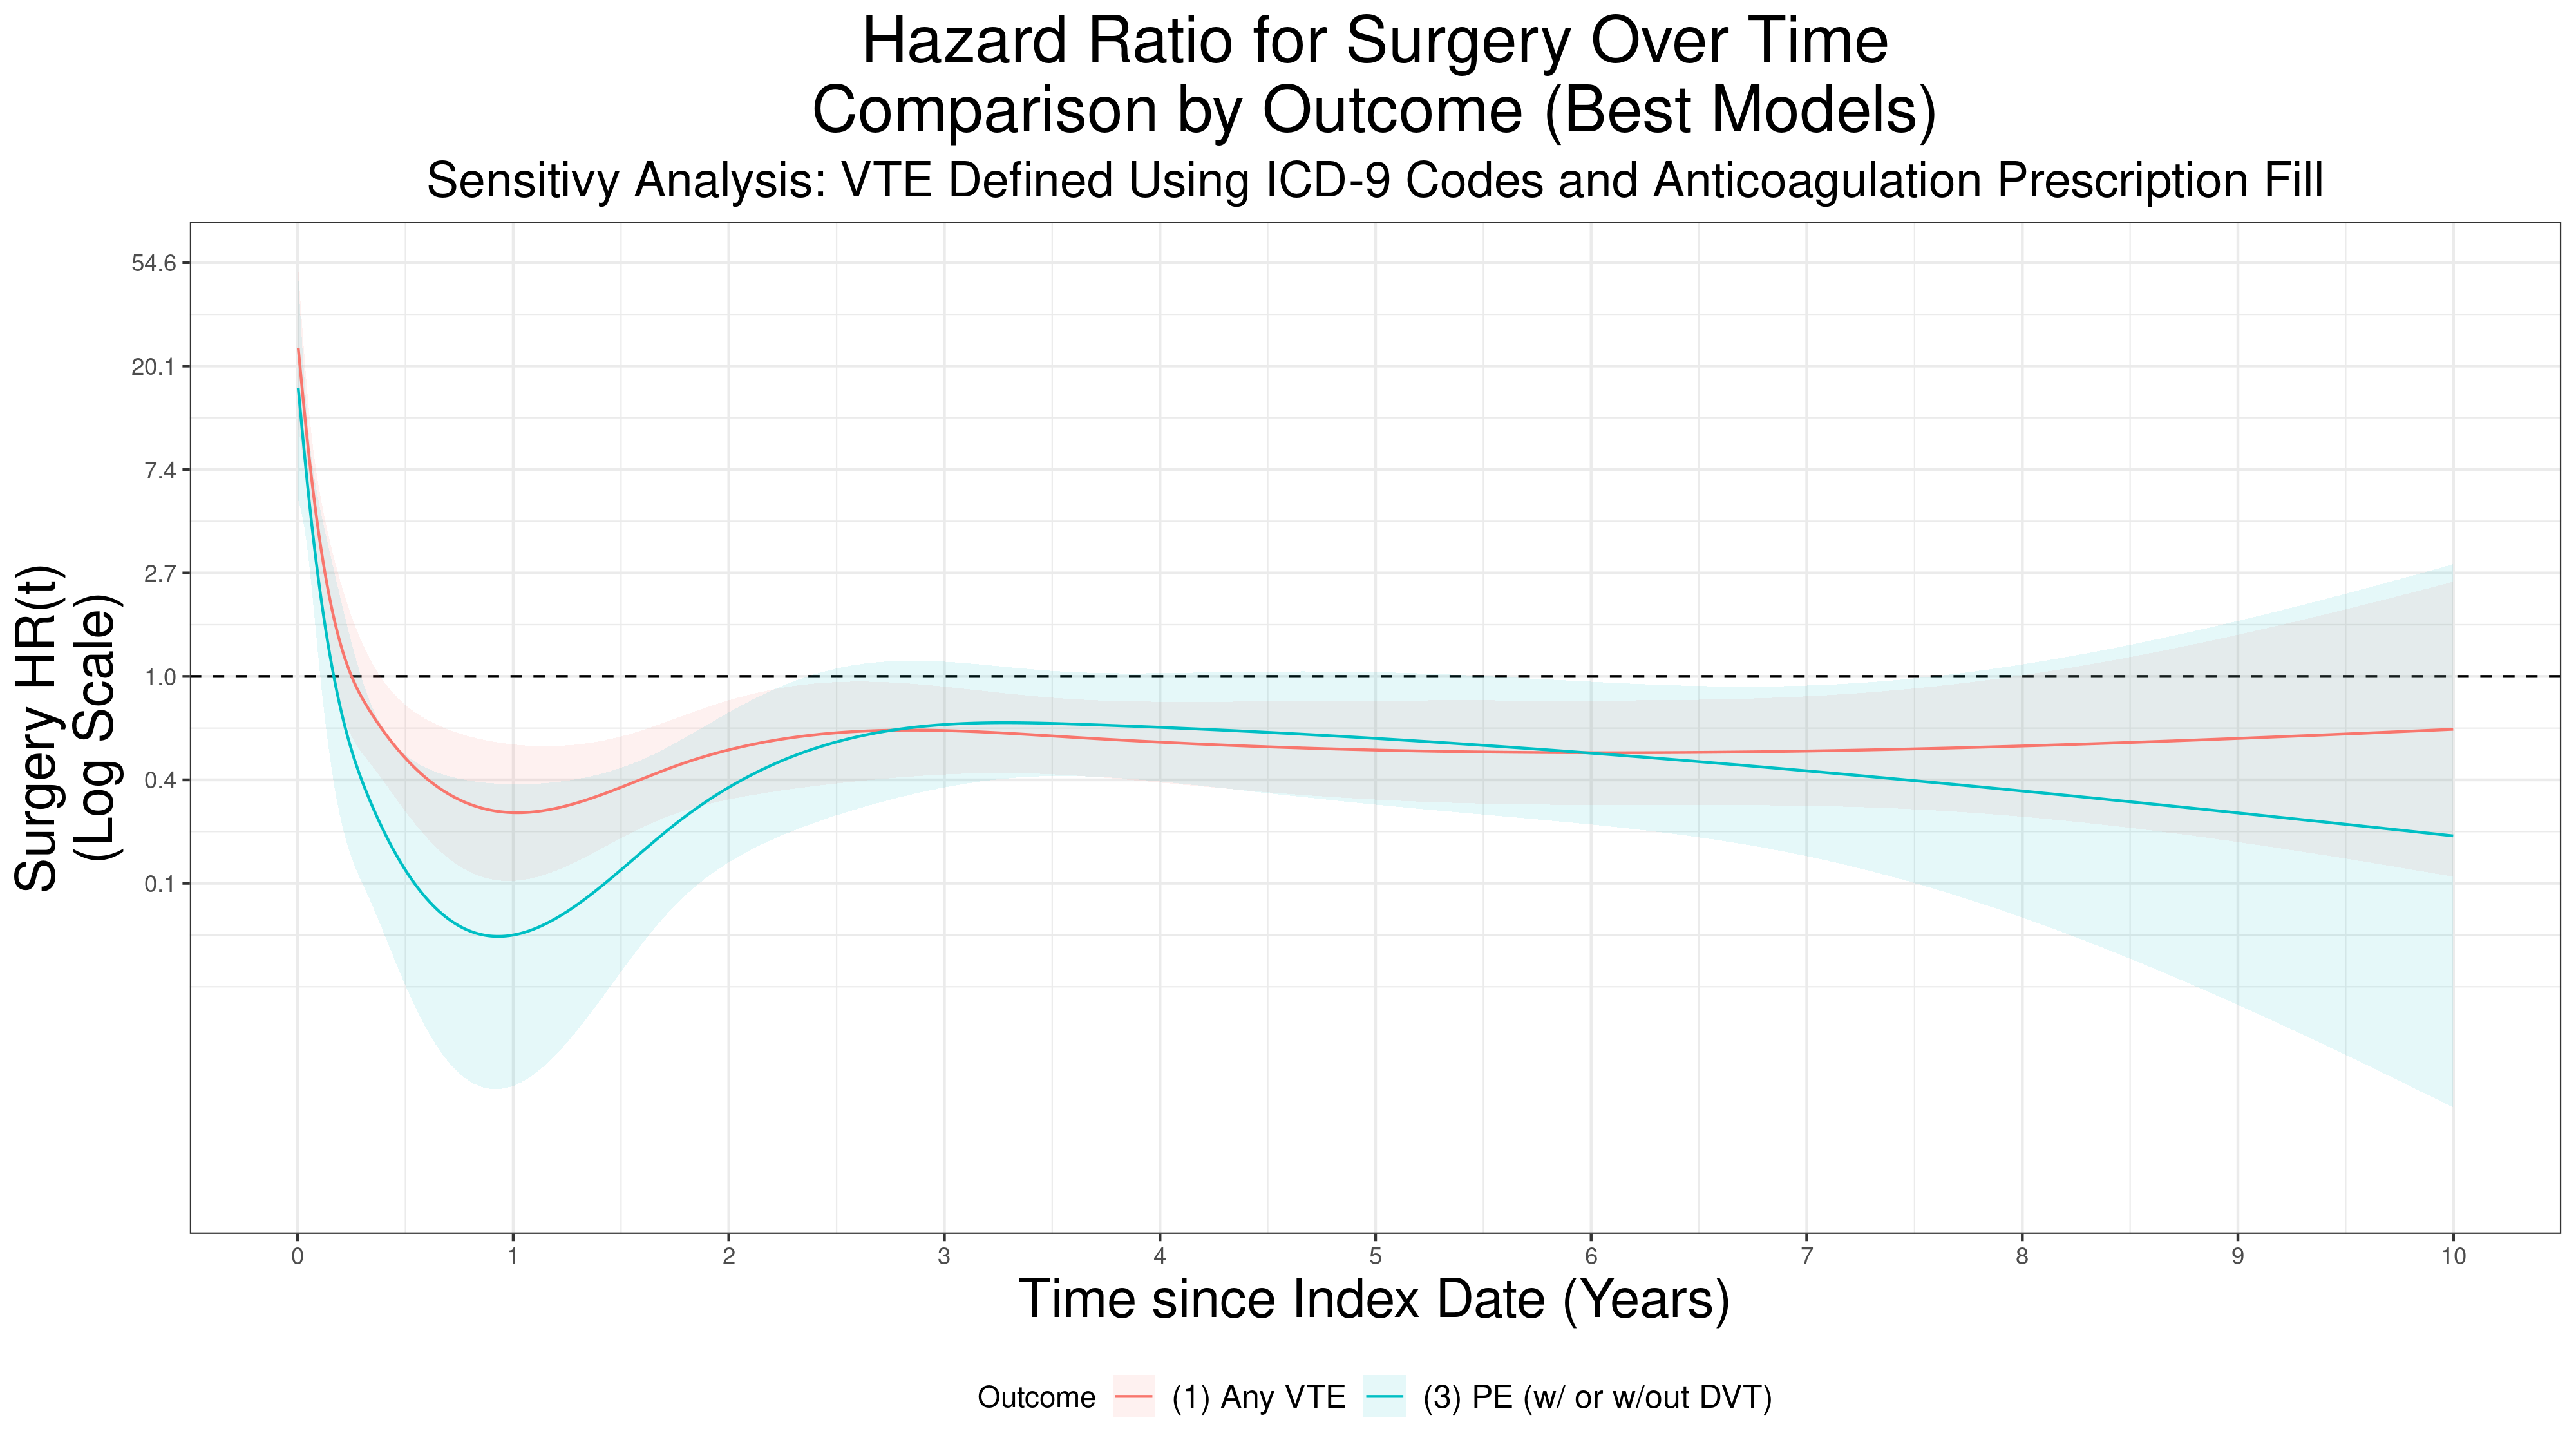 Hazard Ratio for Surgery Over Time
Comparison by Outcome (Best Models)
Sensitivy Analysis: VTE Defined Using ICD-9 Codes and Anticoagulation Prescription Fill
Surgery HR(t)
(Log Scale)
54.6
20.1
7.4
2.7
1.0
0.4
0.1
0 1 2 3 4 5 6 7 8 9 10
Time since Index Date (Years)
Outcome (1) Any VTE (3) PE (w/ or w/out DVT)